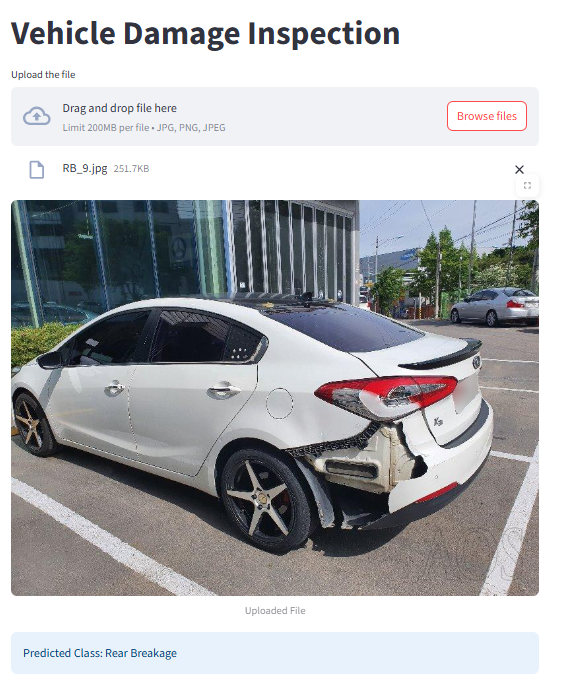 Vehicle Damage Inspection
Upload the file
Drag and drop file here
Limit 200MB per file • JPG, PNG, JPEG
Browse files
RB_9.jpg 251.7KB
K3
Uploaded File
Predicted Class: Rear Breakage